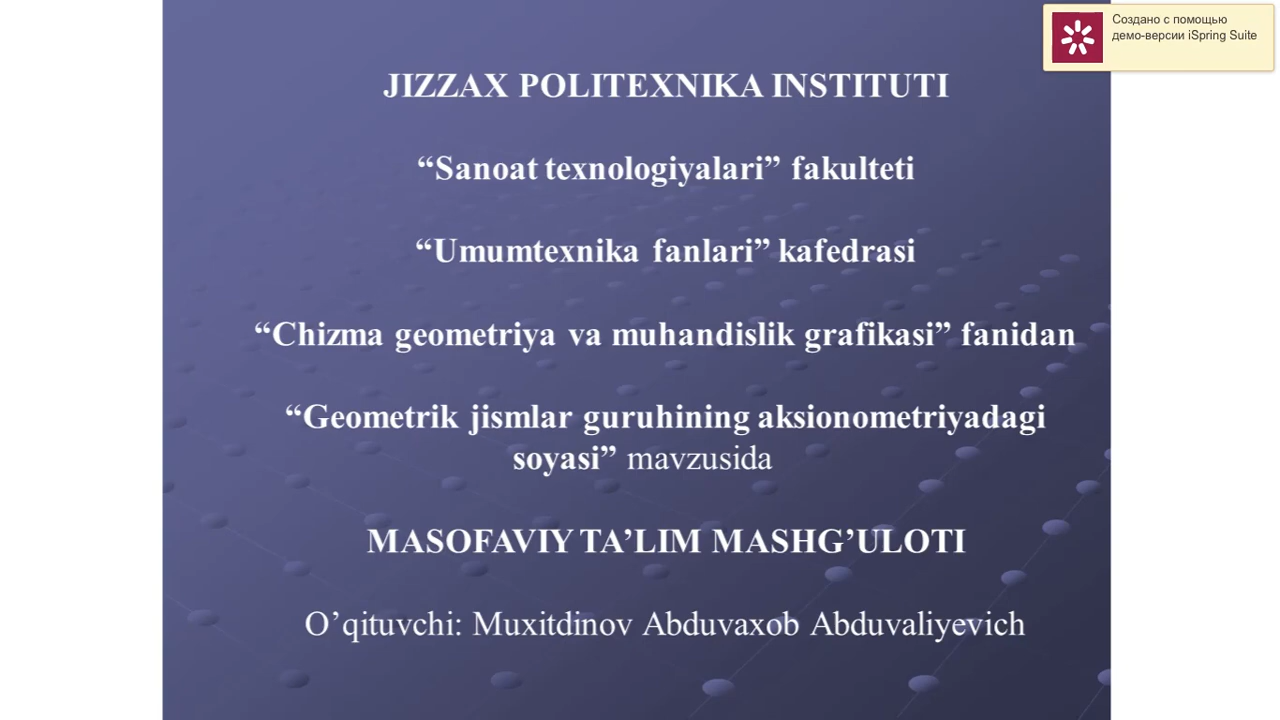 Создано с помощью
демо-версии iSpring Suite
JIZZAX POLITEXNIKA INSTITUTI
“Sanoat texnologiyalari” fakulteti
“Umumtexnika fanlari” kafedrasi
“Chizma geometriya va muhandislik grafikasi” fanidan
“Geometrik jismlar guruhining aksionometriyadagi
soyasi” mavzusida
MASOFAVIY TA’LIM MASHG’ULOTI
O’qituvchi: Muxitdinov Abduvaxob Abduvaliyevich